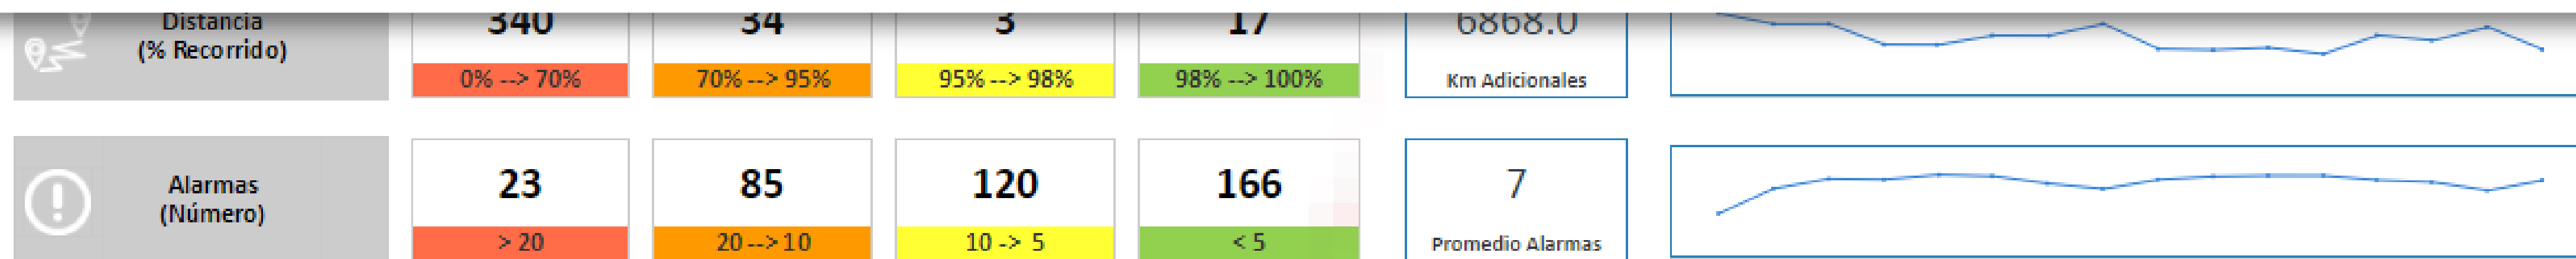 Distancia
(% Recorrido)
340
34
3
17
6868.0
0% --> 70%
70% --> 95%
95% --> 98%
98% --> 100%
Km Adicionales
Alarmas
(Número)
23
85
120
166
7
> 20
20 --> 10
10 -> 5
< 5
Promedio Alarmas